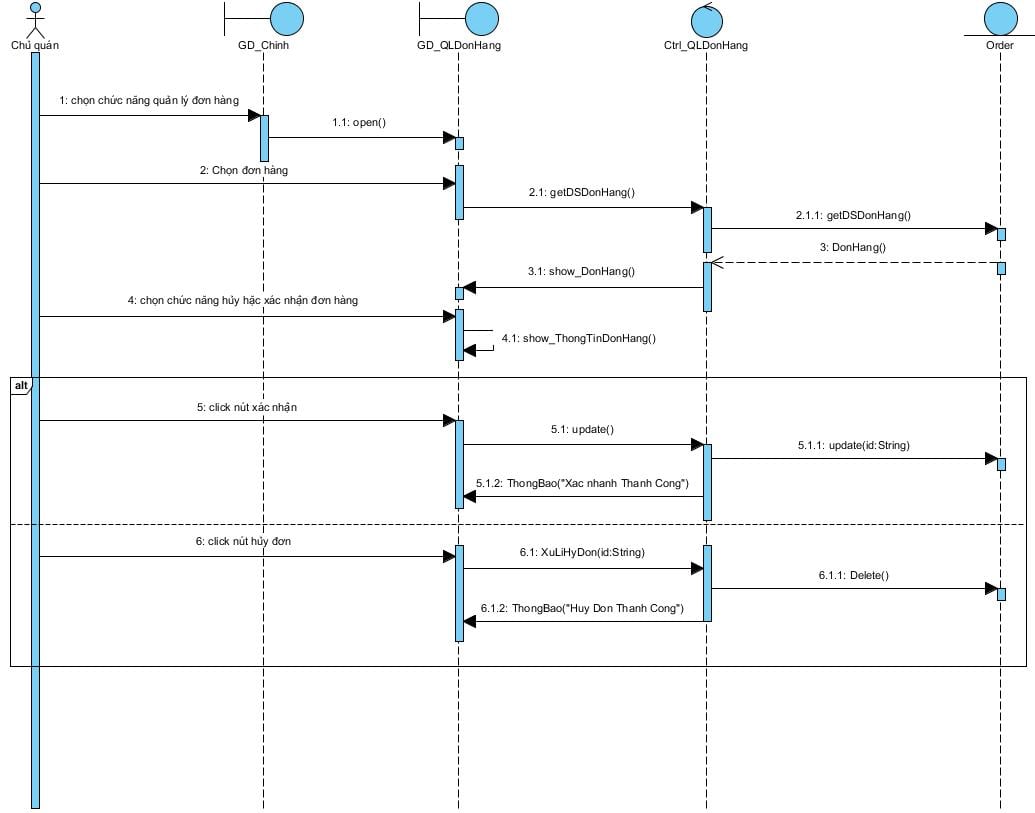 Chủ quán
GD_Chính
GD_QLDonHang
Ctrl_QLDonHang
Order
1: chọn chức năng quản lý đơn hàng
1.1: open()
2: Chọn đơn hàng
2.1: getDSDonHang()
2.1.1: getDSDonHang()
3: DonHang()
3.1: show_DonHang()
4: chọn chức năng hủy hặc xác nhận đơn hàng
4.1: show_ThongTinDonHang()
alt
5: click nút xác nhận
5.1: update()
5.1.1: update(id:String)
5.1.2: ThongBao("Xac nhanh Thanh Cong")
6: click nút hủy đơn
6.1: XuLiHyDon(id:String)
6.1.1: Delete()
6.1.2: ThongBao("Huy Don Thanh Cong")